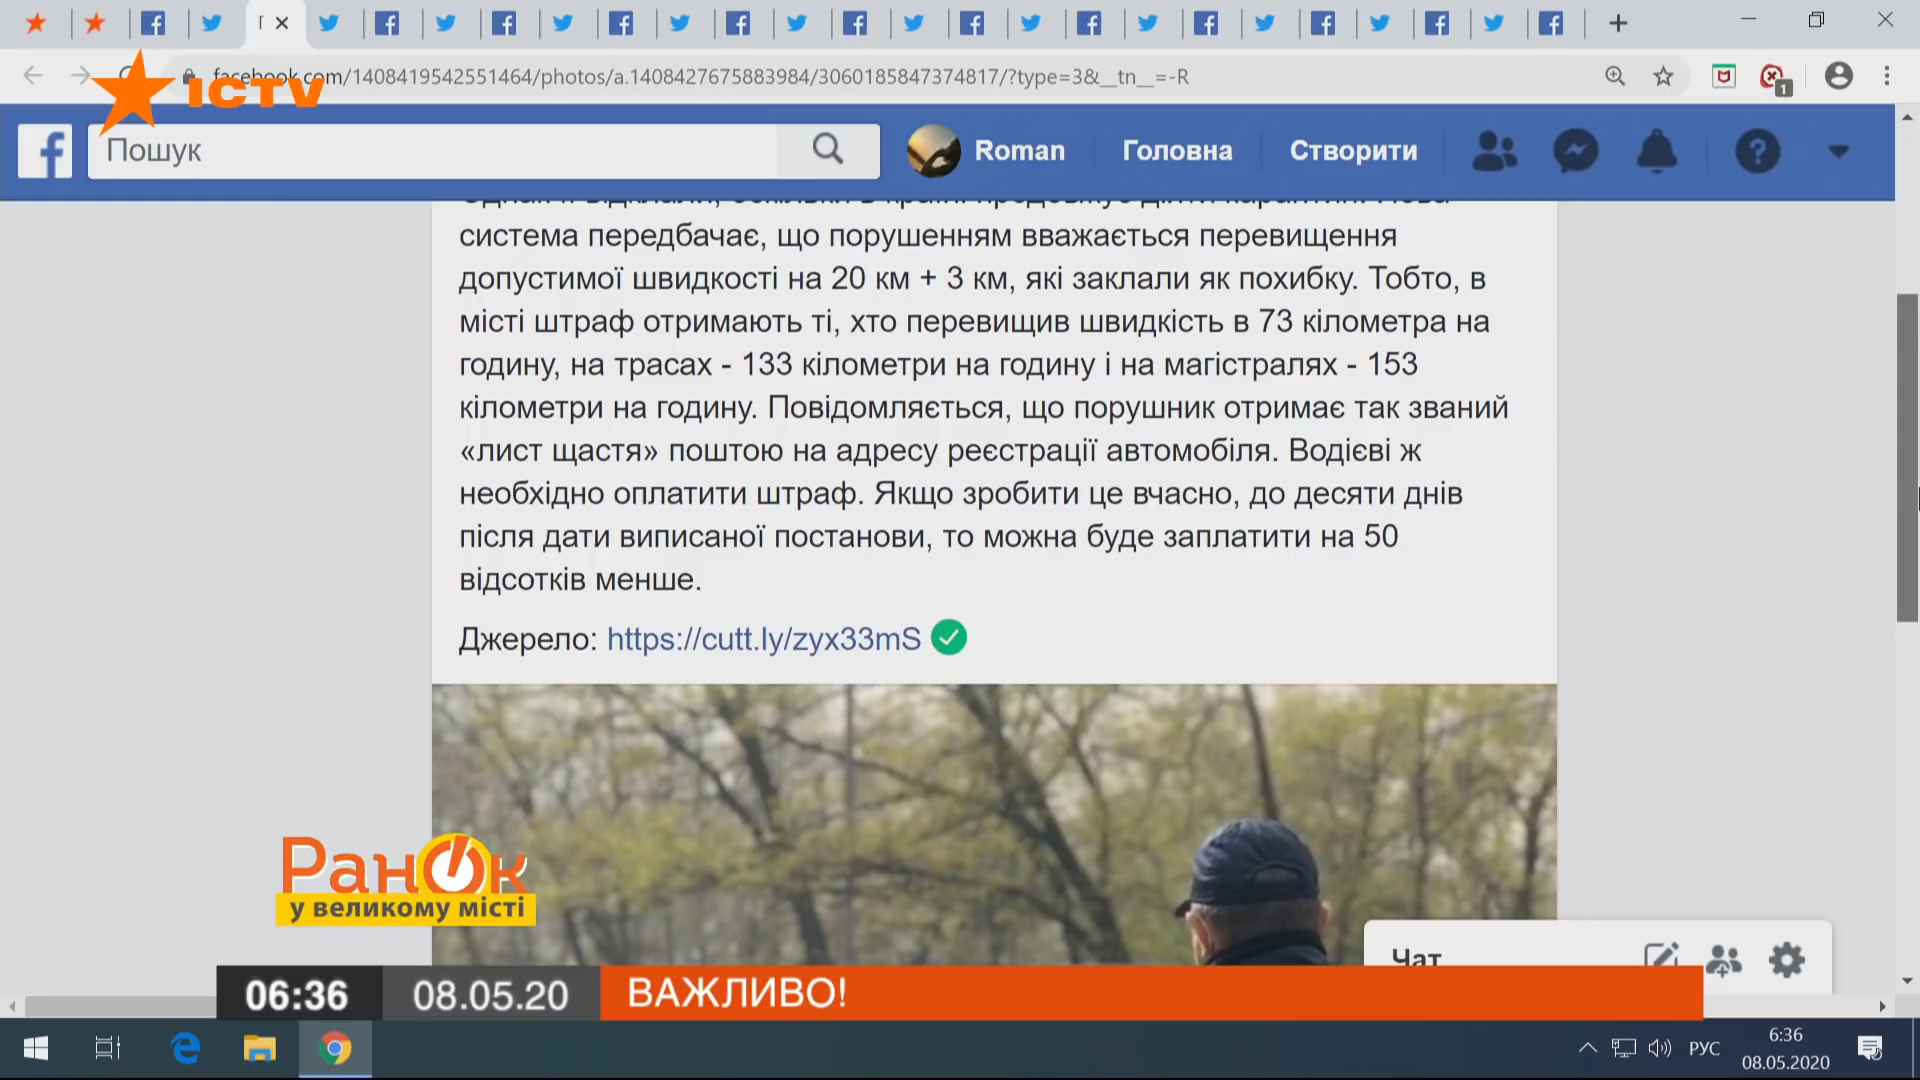 facebook.com/1408419542551464/photos/a.1408427675883984/3060185847374817/?type=3&__tn__=-R
ICTV
1
Пошук
Roman
Головна
Створити
система передбачає, що порушенням вважається перевищення
допустимої швидкості на 20 км + 3 км, які заклали як похибку. Тобто, в
місті штраф отримають ті, хто перевищив швидкість в 73 кілометра на
годину, на трасах - 133 кілометри на годину і на магістралях - 153
кілометри на годину. Повідомляється, що порушник отримає так званий
«лист щастя» поштою на адресу реєстрації автомобіля. Водієві ж
необхідно оплатити штраф. Якщо зробити це вчасно, до десяти днів
після дати виписаної постанови, то можна буде заплатити на 50
відсотків менше.
Джерело: https://cutt.ly/zyx33mS
Ранок
у великому місті
Чат
06:36
08.05.20
ВАЖЛИВО!
РУС
6:36
08.05.2020